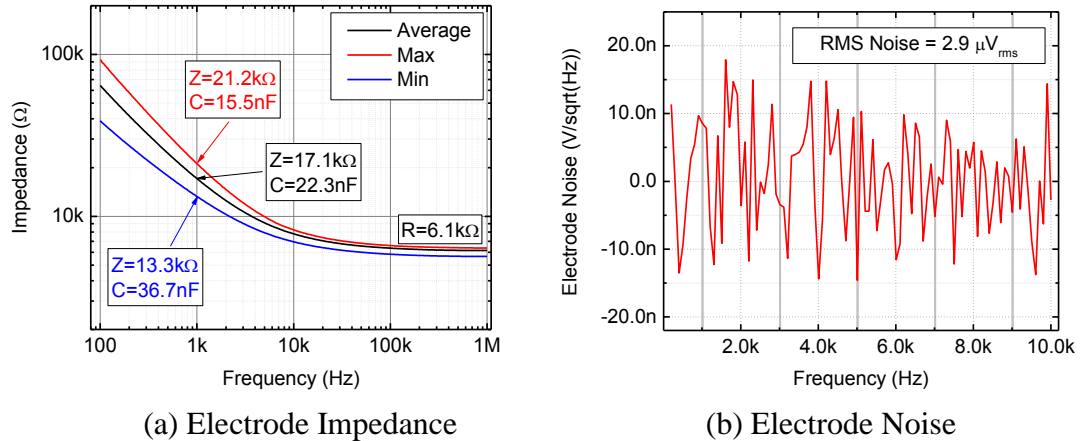 Average
Max
Min
100k
10k
Impedance (Ω)
Z=21.2kΩ
C=15.5nF
Z=17.1kΩ
C=22.3nF
R=6.1kΩ
Z=13.3kΩ
C=36.7nF
100 1k 10k 100k 1M
Frequency (Hz)
(a) Electrode Impedance
RMS Noise = 2.9 μVrms
20.0n
10.0n
0.0
-10.0n
-20.0n
Electrode Noise (V/sqrt(Hz))
2.0k 4.0k 6.0k 8.0k 10.0k
Frequency (Hz)
(b) Electrode Noise